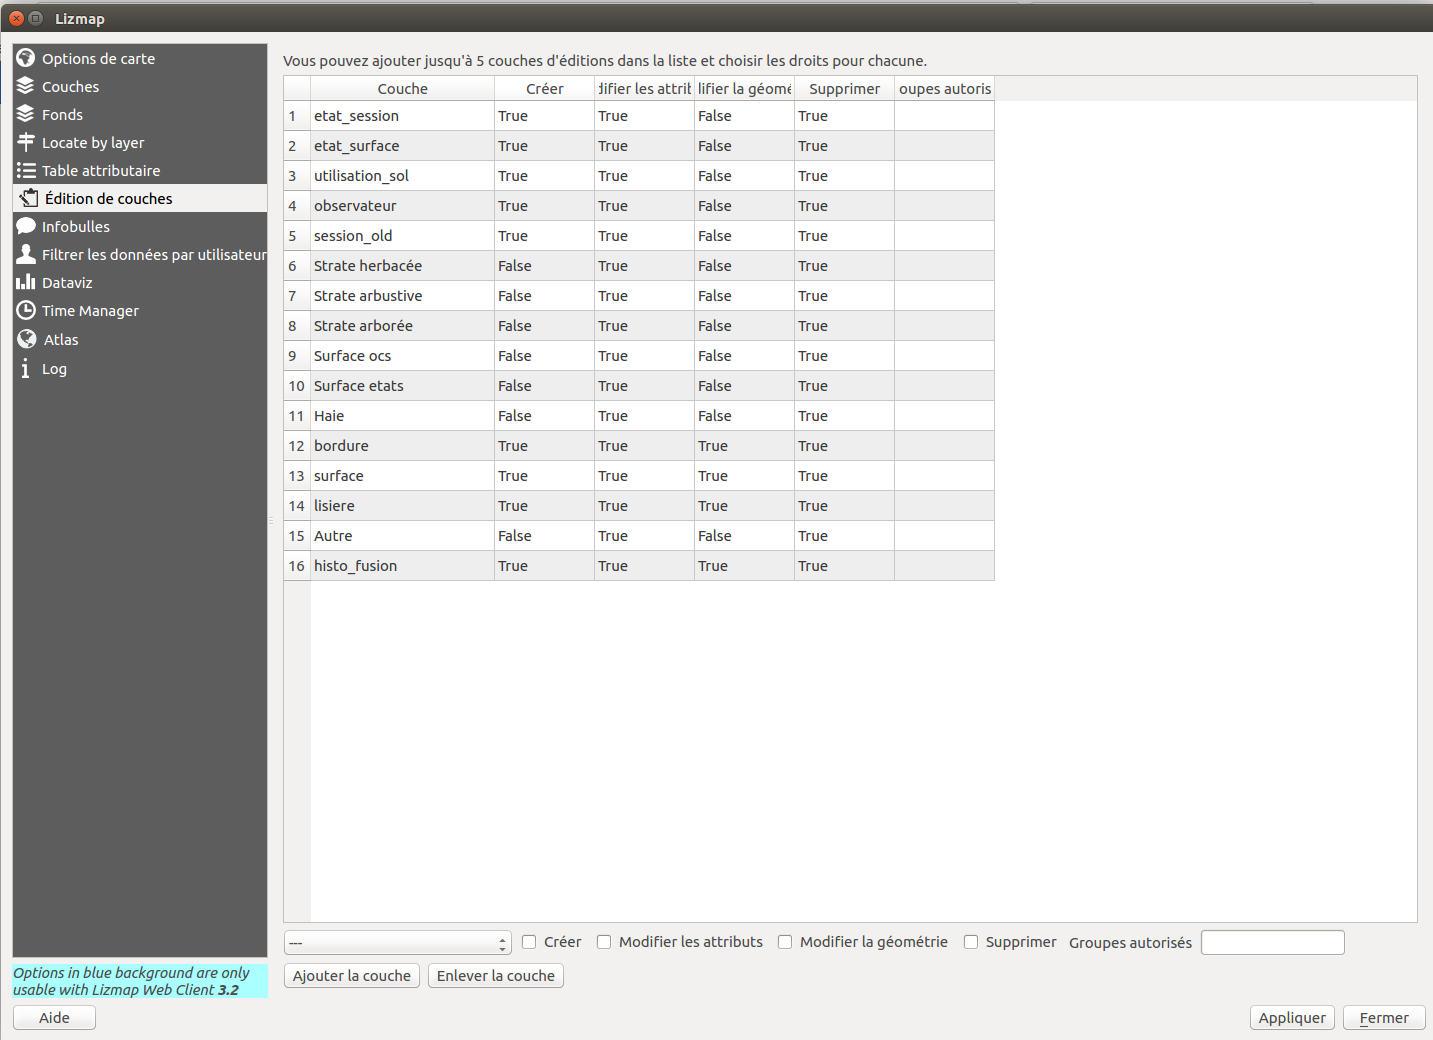 Lizmap
Options de carte
Couches
Fonds
Locate by layer
Table attributaire
Édition de couches
Infobulles
Filtrer les données par utilisateur
Dataviz
Time Manager
Atlas
Log
Options in blue background are only
usable with Lizmap Web Client 3.2
Aide
Vous pouvez ajouter jusqu'à 5 couches d'éditions dans la liste et choisir les droits pour chacune.
Couche Créer difier les attrib lifier la géomé Supprimer oupes autoris
1 etat_session True True False True
2 etat_surface True True False True
3 utilisation_sol True True False True
4 observateur True True False True
5 session_old True True False True
6 Strate herbacée False True False True
7 Strate arbustive False True False True
8 Strate arborée False True False True
9 Surface ocs False True False True
10 Surface etats False True False True
11 Haie False True False True
12 bordure True True True True
13 surface True True True True
14 lisiere True True True True
15 Autre False True False True
16 histo_fusion True True True True
--- Créer Modifier les attributs Modifier la géométrie Supprimer Groupes autorisés
Ajouter la couche Enlever la couche
Appliquer Fermer